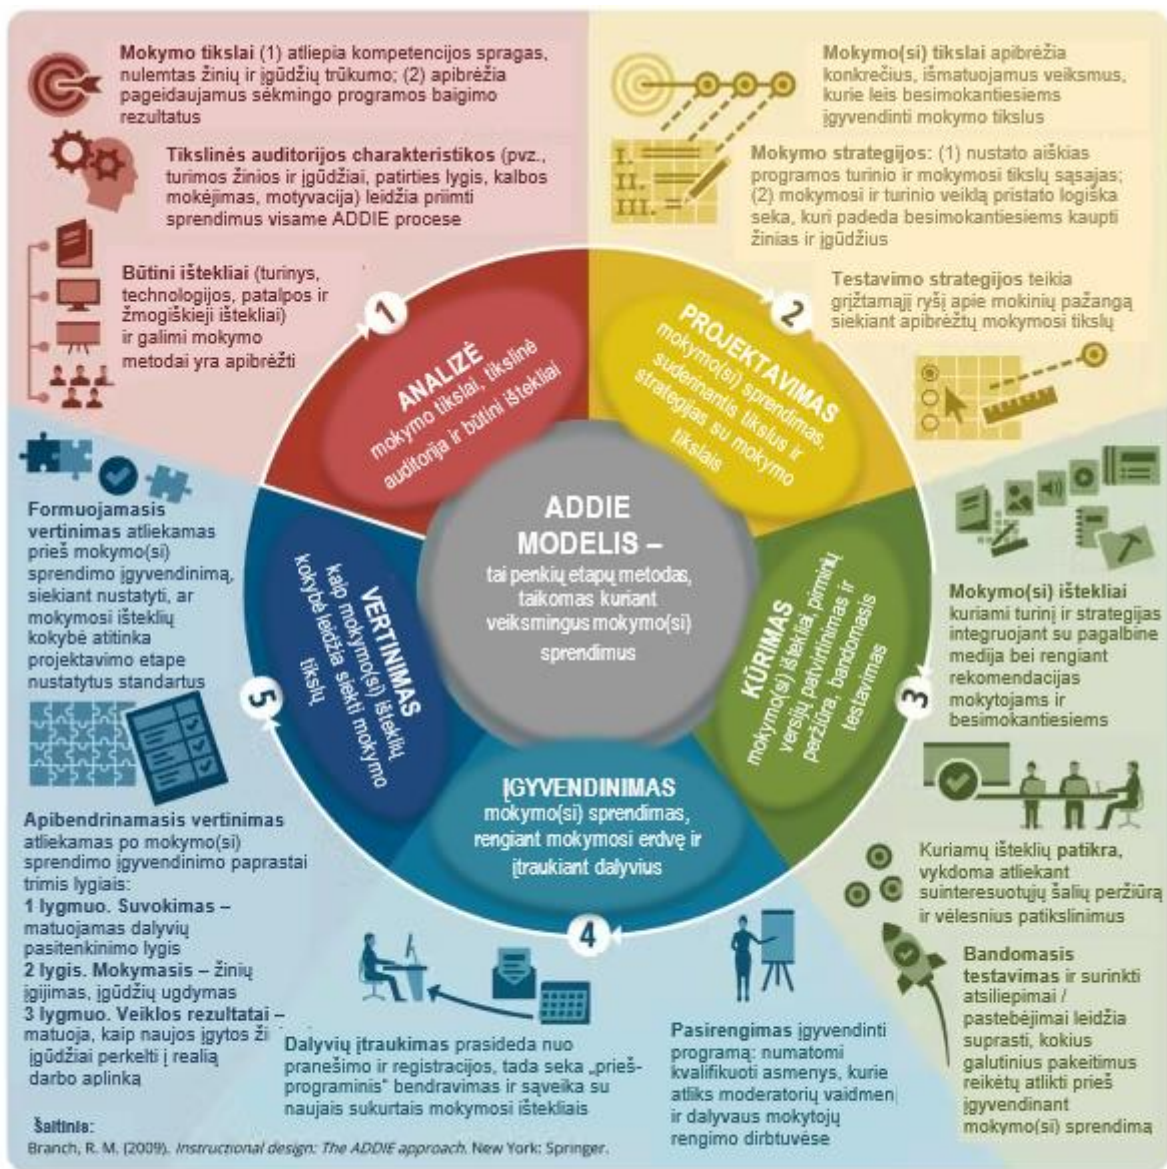 Mokymo tikslai (1) atliepia kompetencijos spragas,
nulemtas žinių ir įgūdžių trūkumo; (2) apibrėžia
pageidaujamus sėkmingo programos baigimo
rezultatus
Tikslinės auditorijos charakteristikos (pvz.,
turimos žinios ir įgūdžiai, patirties lygis, kalbos
mokėjimas, motyvacija) leidžia priimti
sprendimus visame ADDIE procese
Būtini ištekliai (turinys,
technologijos, patalpos ir
žmogiškieji ištekliai)
ir galimi mokymo
metodai yra apibrėžti
1
ANALIZĖ
mokymo tikslai, tikslinė
auditorija ir būtini ištekliai
Mokymo(si) tikslai apibrėžia
konkrečius, išmatuojamus veiksmus,
kurie leis besimokantiesiems
įgyvendinti mokymo tikslus
I.
II.
III.
Mokymo strategijos: (1) nustato aiškias
programos turinio ir mokymosi tikslų sąsajas;
(2) mokymosi ir turinio veiklą pristato logiška
seka, kuri padeda besimokantiesiems kaupti
žinias ir įgūdžius
Testavimo strategijos teikia
grįžtamąjį ryšį apie mokinių pažangą
siekiant apibrėžtų mokymosi tikslų
2
PROJEKTAVIMAS
mokymo(si) sprendimas,
suderinantis tikslus ir
strategijas su mokymo
tikslais
ADDIE
MODELIS –
tai penkių etapų metodas,
taikomas kuriant
veiksmingus mokymo(si)
sprendimus
3
KŪRIMAS
mokymo(si) ištekliai, pirminių
versijų patvirtinimas ir
peržiūra, bandomasis
testavimas
Mokymo(si) ištekliai
kuriami turinį ir strategijas
integruojant su pagalbine
medija bei rengiant
rekomendacijas
mokytojams ir
besimokantiesiems
Kuriamų išteklių patikra,
vykdoma atliekant
suinteresuotųjų šalių peržiūrą
ir vėlesnius patikslinimus
Bandomasis
testavimas ir surinkti
atsiliepimai /
pastebėjimai leidžia
suprasti, kokius
galutinius pakeitimus
reikėtų atlikti prieš
įgyvendinant
mokymo(si) sprendimą
4
ĮGYVENDINIMAS
mokymo(si) sprendimas,
rengiant mokymosi erdvę ir
įtraukiant dalyvius
Dalyvių įtraukimas prasideda nuo
pranešimo ir registracijos, tada seka „prieš-
programinis“ bendravimas ir sąveika su
naujais sukurtais mokymosi ištekliais
Pasirengimas įgyvendinti
programą: numatomi
kvalifikuoti asmenys, kurie
atliks moderatorių vaidmen
ir dalyvaus mokytojų
rengimo dirbtuvėse
5
VERTINIMAS
kaip mokymo(si) išteklių
kokybė leidžia siekti mokymo
tikslų
Formuojamasis
vertinimas atliekamas
prieš mokymo(si)
sprendimo įgyvendinimą,
siekiant nustatyti, ar
mokymosi išteklių
kokybė atitinka
projektavimo etape
nustatytus standartus
Apibendrinamasis vertinimas
atliekamas po mokymo(si)
sprendimo įgyvendinimo paprastai
trimis lygiais:
1 lygmuo. Suvokimas –
matuojamas dalyvių
pasitenkinimo lygis
2 lygis. Mokymasis – žinių
įgijimas, įgūdžių ugdymas
3 lygmuo. Veiklos rezultatai –
matuoja, kaip naujos įgytos ži
įgūdžiai perkelti į realią
darbo aplinką
Šaltinis:
Branch, R. M. (2009). Instructional design: The ADDIE approach. New York: Springer.